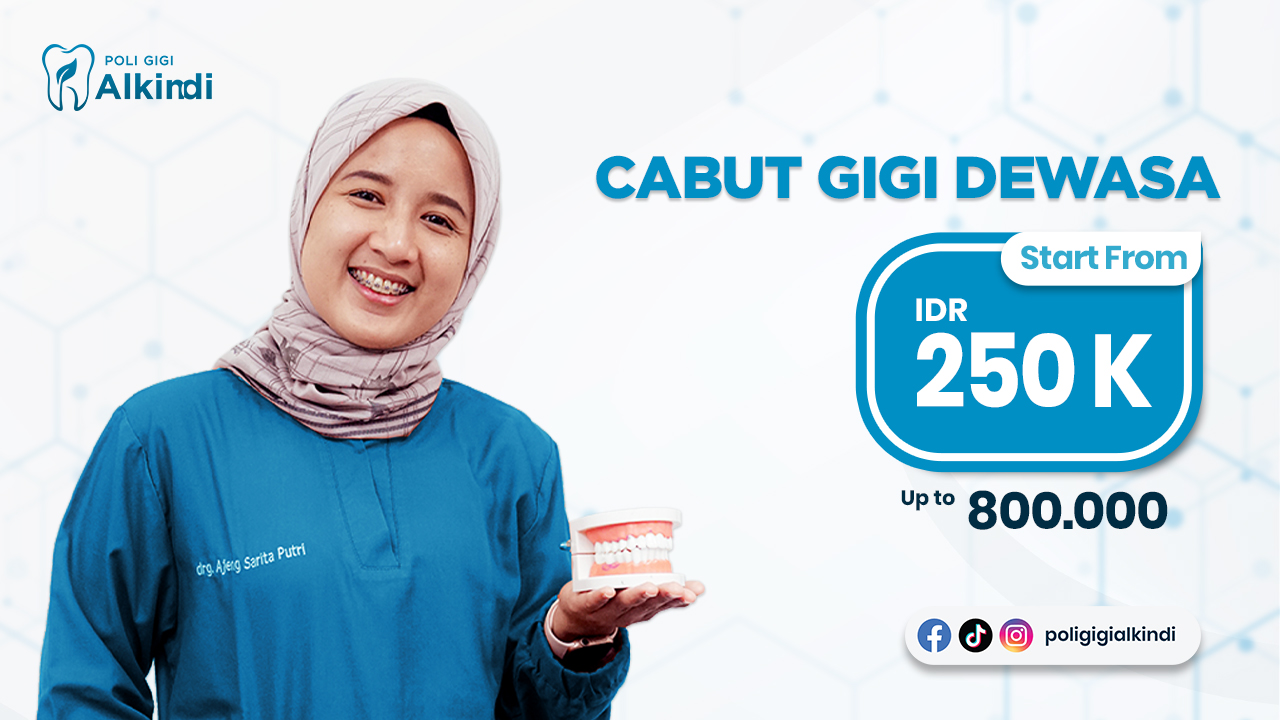 POLI GIGI
Alkindi
CABUT GIGI DEWASA
Start From
IDR
250 K
Up to 800.000
drg. Ajeng Sarita Putri
poligigialkindi